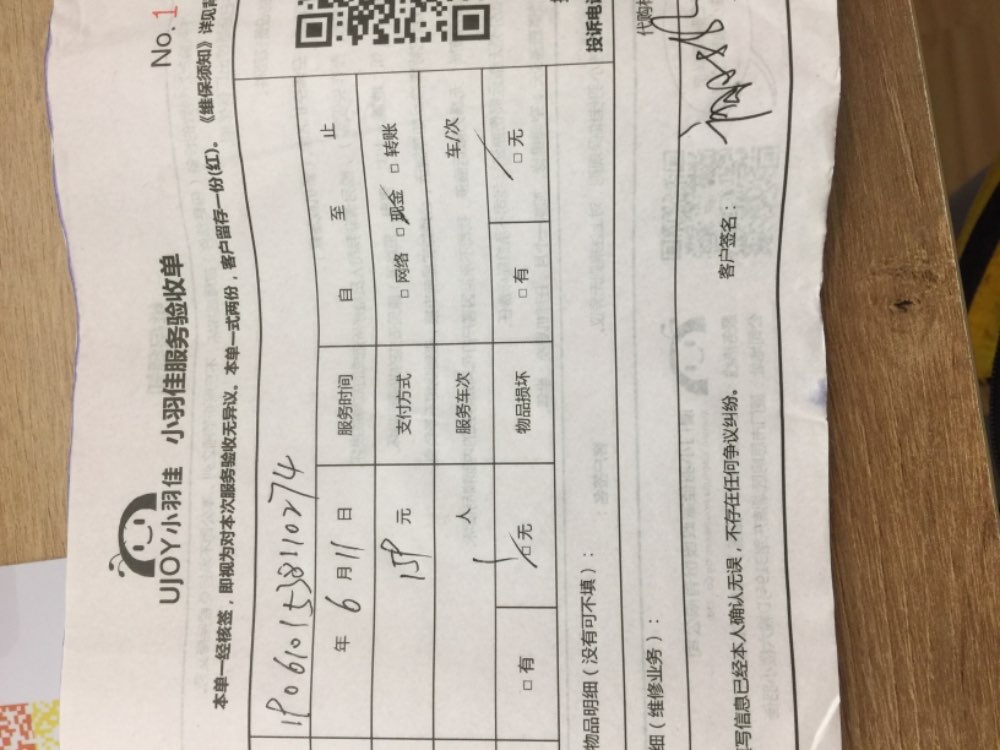 No. 1
UJOY小羽佳 小羽佳服务验收单
本单一经核签，即视为对本次服务验收无异议。本单一式两份，客户留存一份(红)。《维保须知》详见背
年 6 月 11 日 服务时间 自 至 止
元 支付方式 □ 网络 □ 现金 □ 转账
人 服务车次 车/次
□ 有 □ 无 物品损坏 □ 有 □ 无
物品明细（没有可不填）：
细（维修业务）：
投诉电话
写信息已经本人确认无误，不存在任何争议纠纷。 客户签名：
代购材